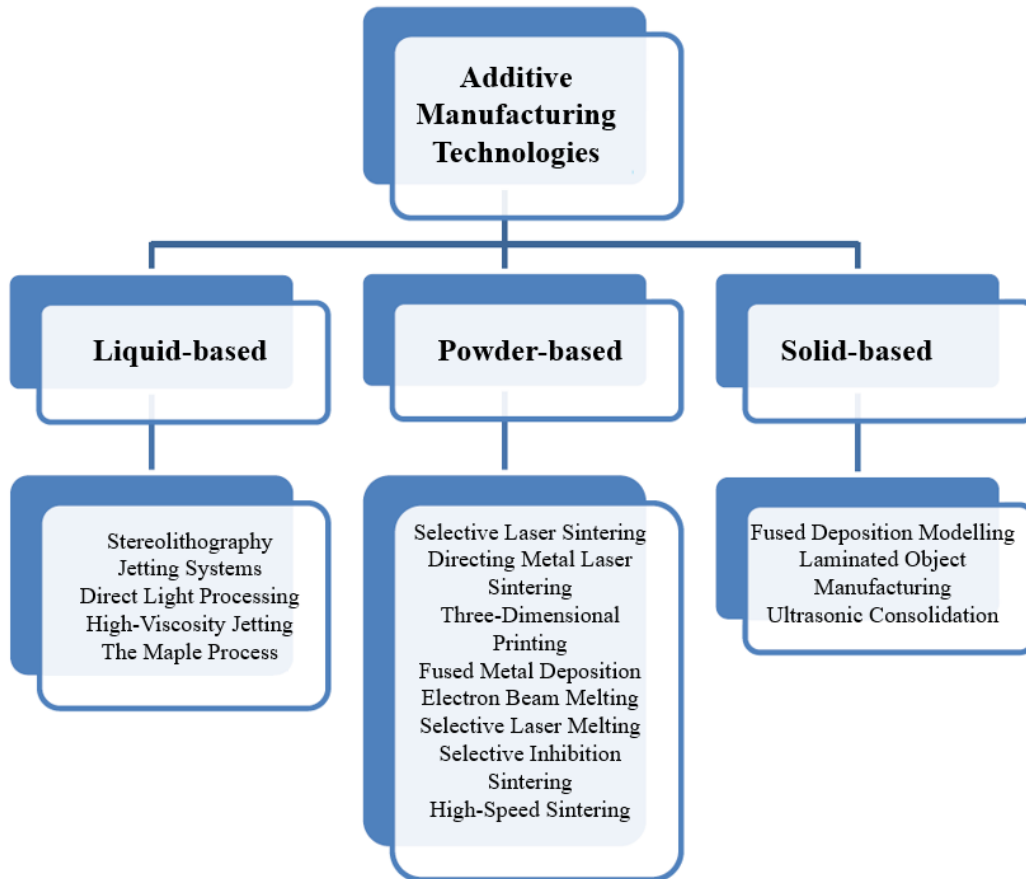 Additive
Manufacturing
Technologies
Liquid-based
Powder-based
Solid-based
Stereolithography
Jetting Systems
Direct Light Processing
High-Viscosity Jetting
The Maple Process
Selective Laser Sintering
Directing Metal Laser
Sintering
Three-Dimensional
Printing
Fused Metal Deposition
Electron Beam Melting
Selective Laser Melting
Selective Inhibition
Sintering
High-Speed Sintering
Fused Deposition Modelling
Laminated Object
Manufacturing
Ultrasonic Consolidation